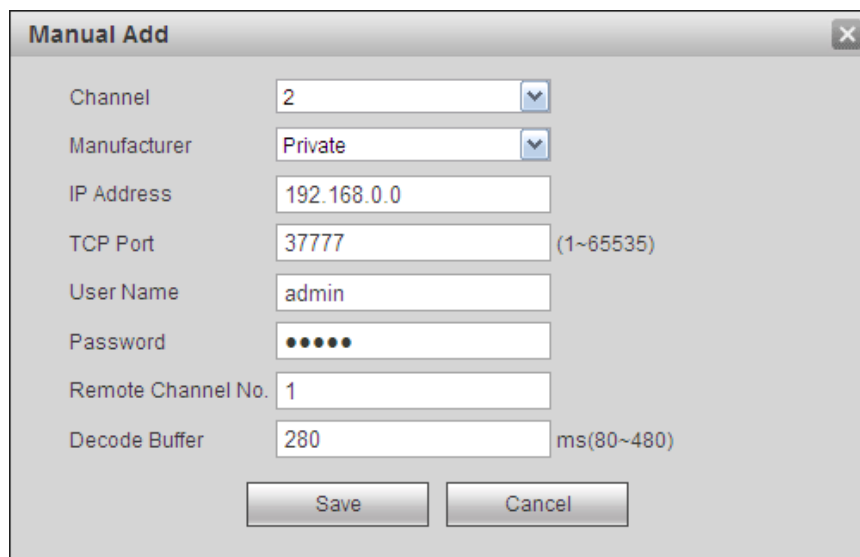 Manual Add
Channel 2
Manufacturer Private
IP Address 192.168.0.0
TCP Port 37777 (1~65535)
User Name admin
Password •••••
Remote Channel No. 1
Decode Buffer 280 ms(80~480)
Save Cancel